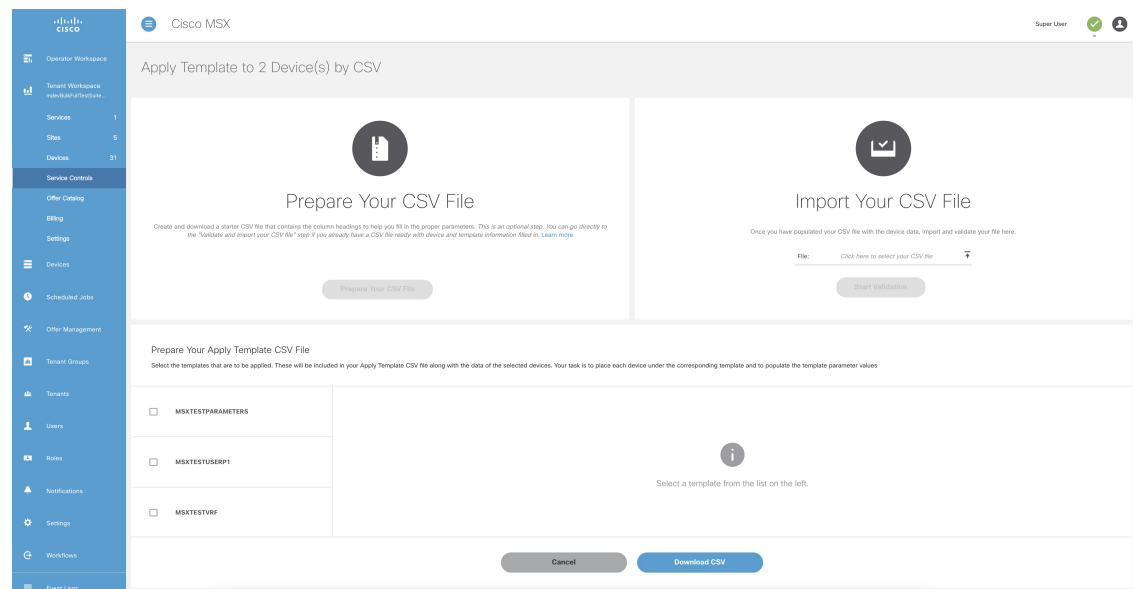 CISCO
Cisco MSX
Super User
Operator Workspace
Tenant Workspace
Services 1
Sites 5
Devices 31
Service Controls
Offer Catalog
Billing
Settings
Devices
Scheduled Jobs
Offer Management
Tenant Groups
Tenants
Users
Roles
Notifications
Settings
Workflows
Event Logs
Apply Template to 2 Device(s) by CSV
Prepare Your CSV File
Create and download a starter CSV file that contains the column headings to help you fill in the proper parameters. This is an optional step. You can go directly to
the "Validate and Import your CSV file" step if you already have a CSV file ready with device and template information filled in. Learn more
Prepare Your CSV File
Import Your CSV File
Once you have populated your CSV file with the device data, import and validate your file here.
File: Click here to select your CSV file
Start Validation
Prepare Your Apply Template CSV File
Select the templates that are to be applied. These will be included in your Apply Template CSV file along with the data of the selected devices. Your task is to place each device under the corresponding template and to populate the template parameter values
MSXTESTPARAMETERS
MSXTESTUSERP1
MSXTESTVRF
Select a template from the list on the left.
Cancel
Download CSV